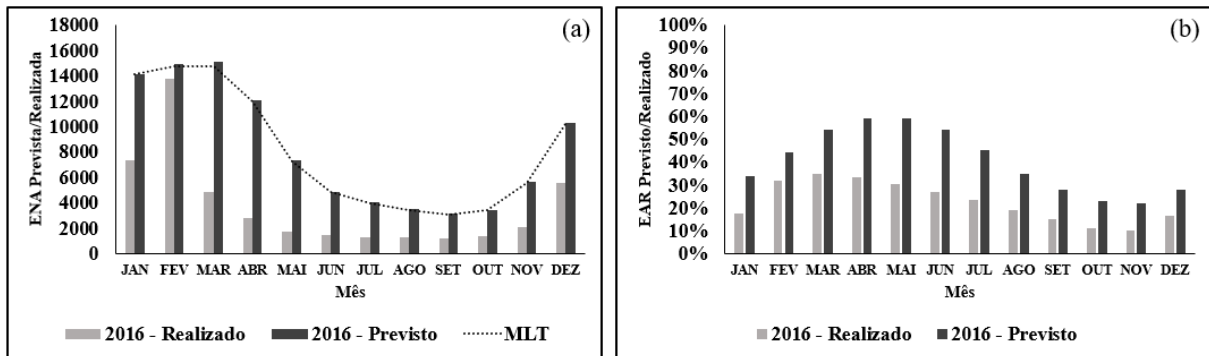 (a)
ENA Prevista/Realizada
18000
16000
14000
12000
10000
8000
6000
4000
2000
0
JAN FEV MAR ABR MAI JUN JUL AGO SET OUT NOV DEZ
Mês
2016 - Realizado 2016 - Previsto MLT
(b)
EAR Previsto/Realizado
100%
90%
80%
70%
60%
50%
40%
30%
20%
10%
0%
JAN FEV MAR ABR MAI JUN JUL AGO SET OUT NOV DEZ
Mês
2016 - Realizado 2016 - Previsto